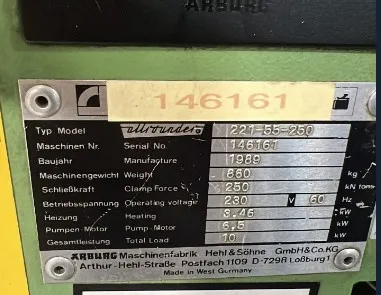 ARBURG
146161
Typ Model allrounder 221-55-250
Maschinen Nr. Serial No. 146161
Baujahr Manufacture 1989
Maschinengewicht Weight 860 kg
Schließkraft Clamp Force 250 kN tons
Betriebsspannung Operating voltage 230 V 60 Hz
Heizung Heating 3.46 kW
Pumpen-Motor Pump-Motor 6,5 kW
Gesamtleistung Total Load 10 kW
ARBURG Maschinenfabrik Hehl & Söhne GmbH & Co. KG
Arthur-Hehl-Straße Postfach 1109 D-7298 Loßburg 1
Made in West Germany